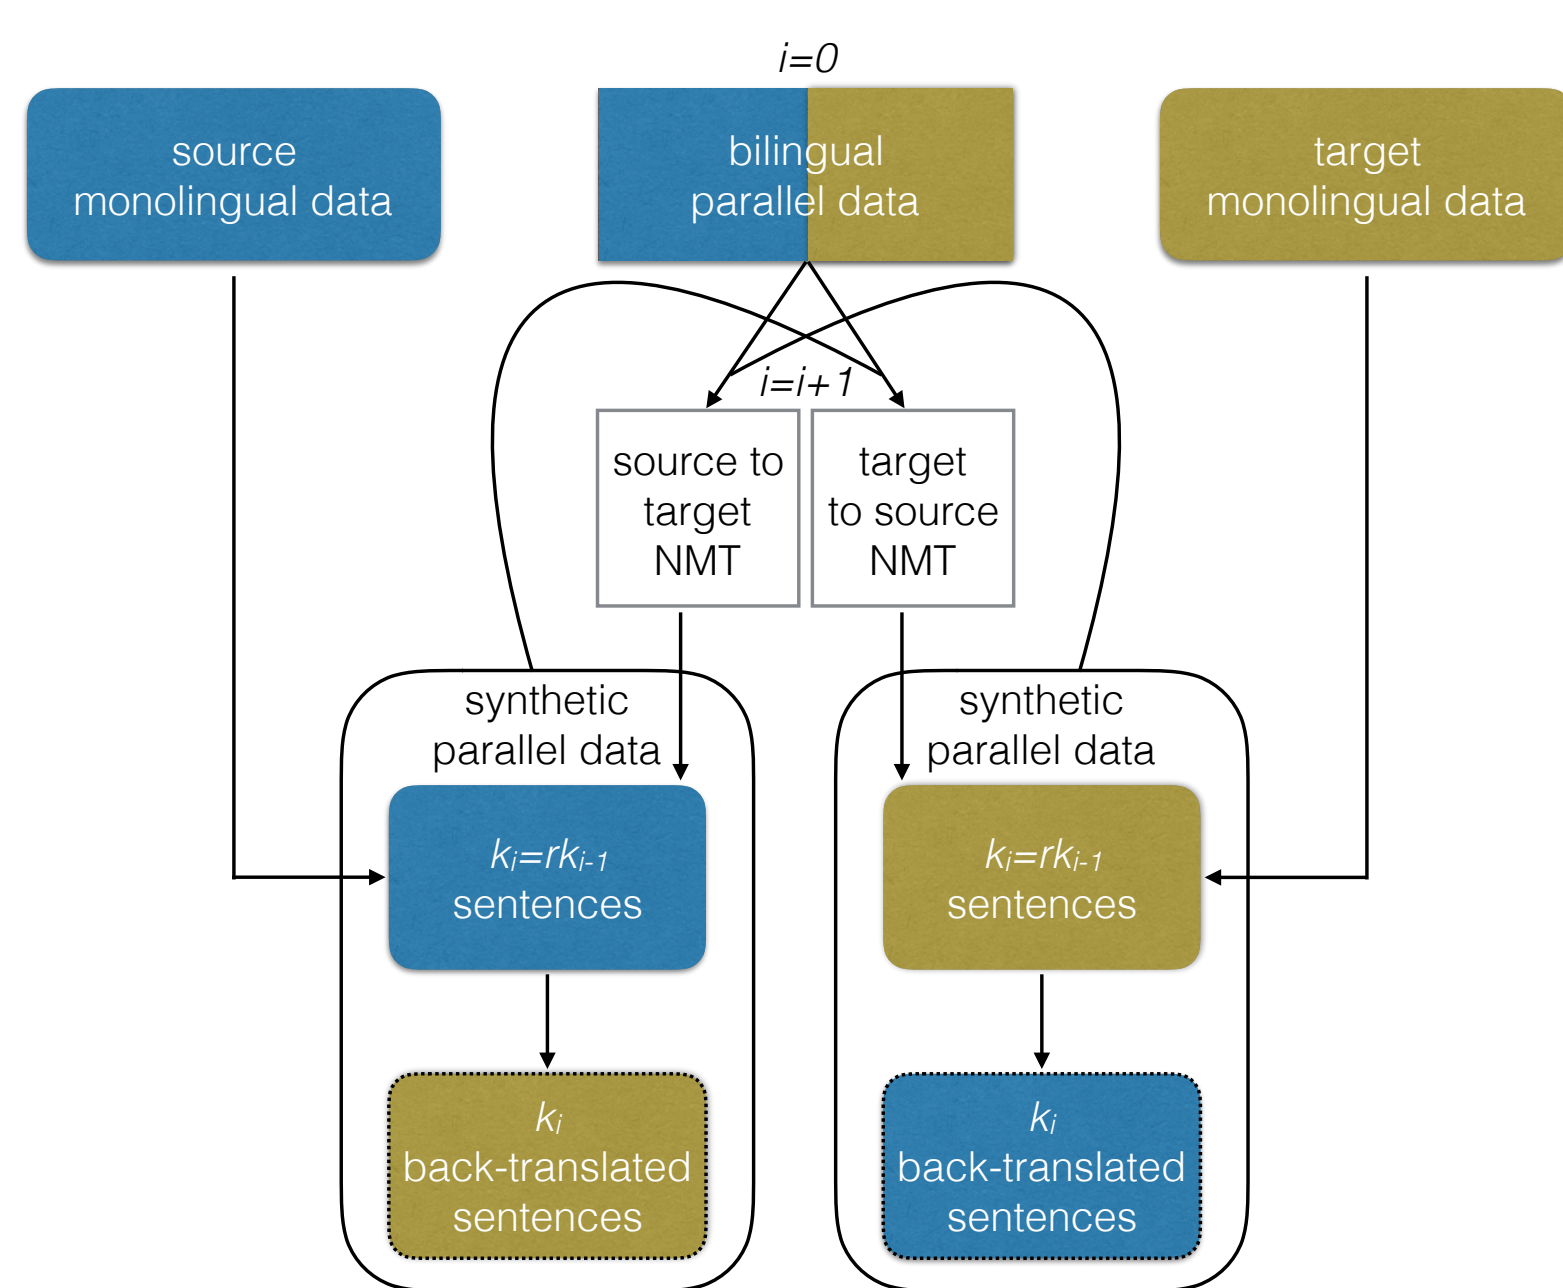 i=0
source
monolingual data
bilingual
parallel data
target
monolingual data
i=i+1
source to
target
NMT
target
to source
NMT
synthetic
parallel data
synthetic
parallel data
kᵢ=rkᵢ₋₁
sentences
kᵢ=rkᵢ₋₁
sentences
kᵢ
back-translated
sentences
kᵢ
back-translated
sentences